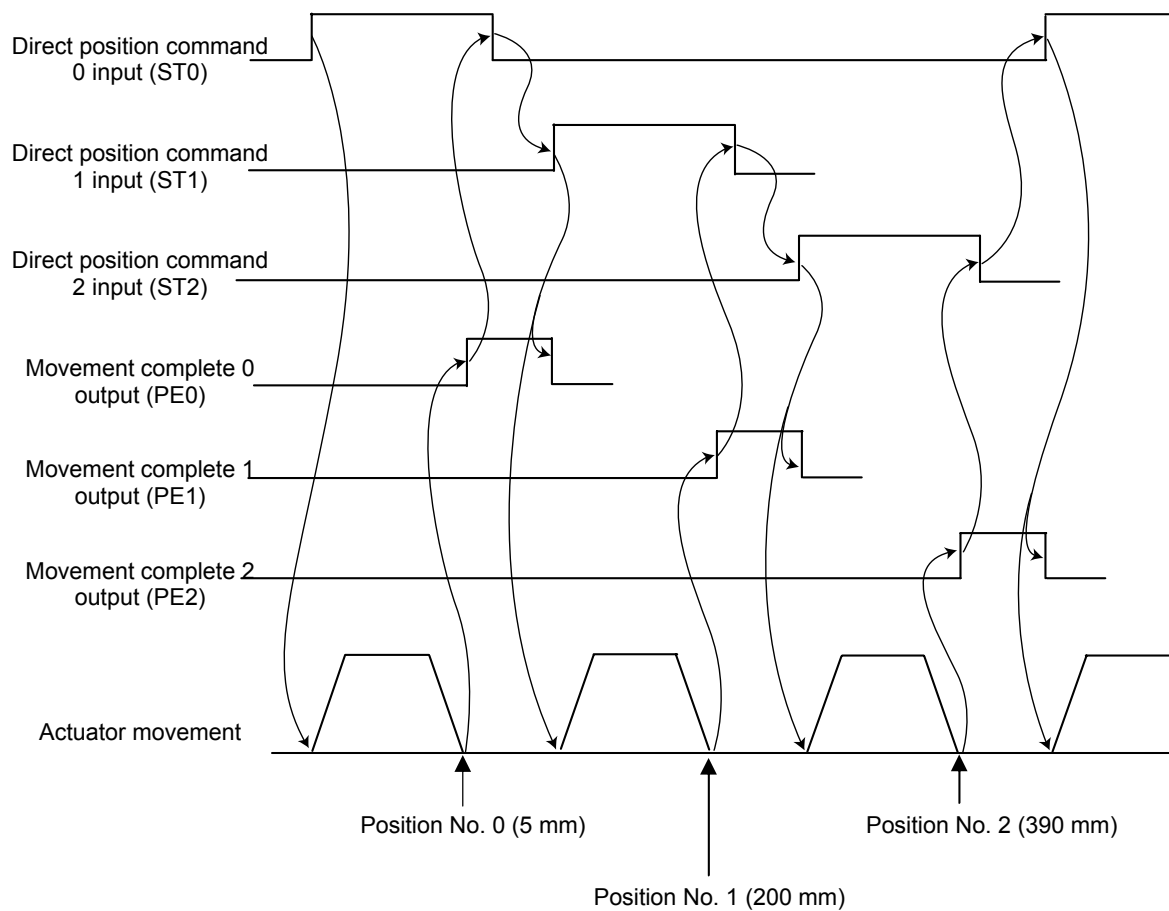 Direct position command
0 input (ST0)
Direct position command
1 input (ST1)
Direct position command
2 input (ST2)
Movement complete 0
output (PE0)
Movement complete 1
output (PE1)
Movement complete 2
output (PE2)
Actuator movement
Position No. 0 (5 mm)
Position No. 2 (390 mm)
Position No. 1 (200 mm)